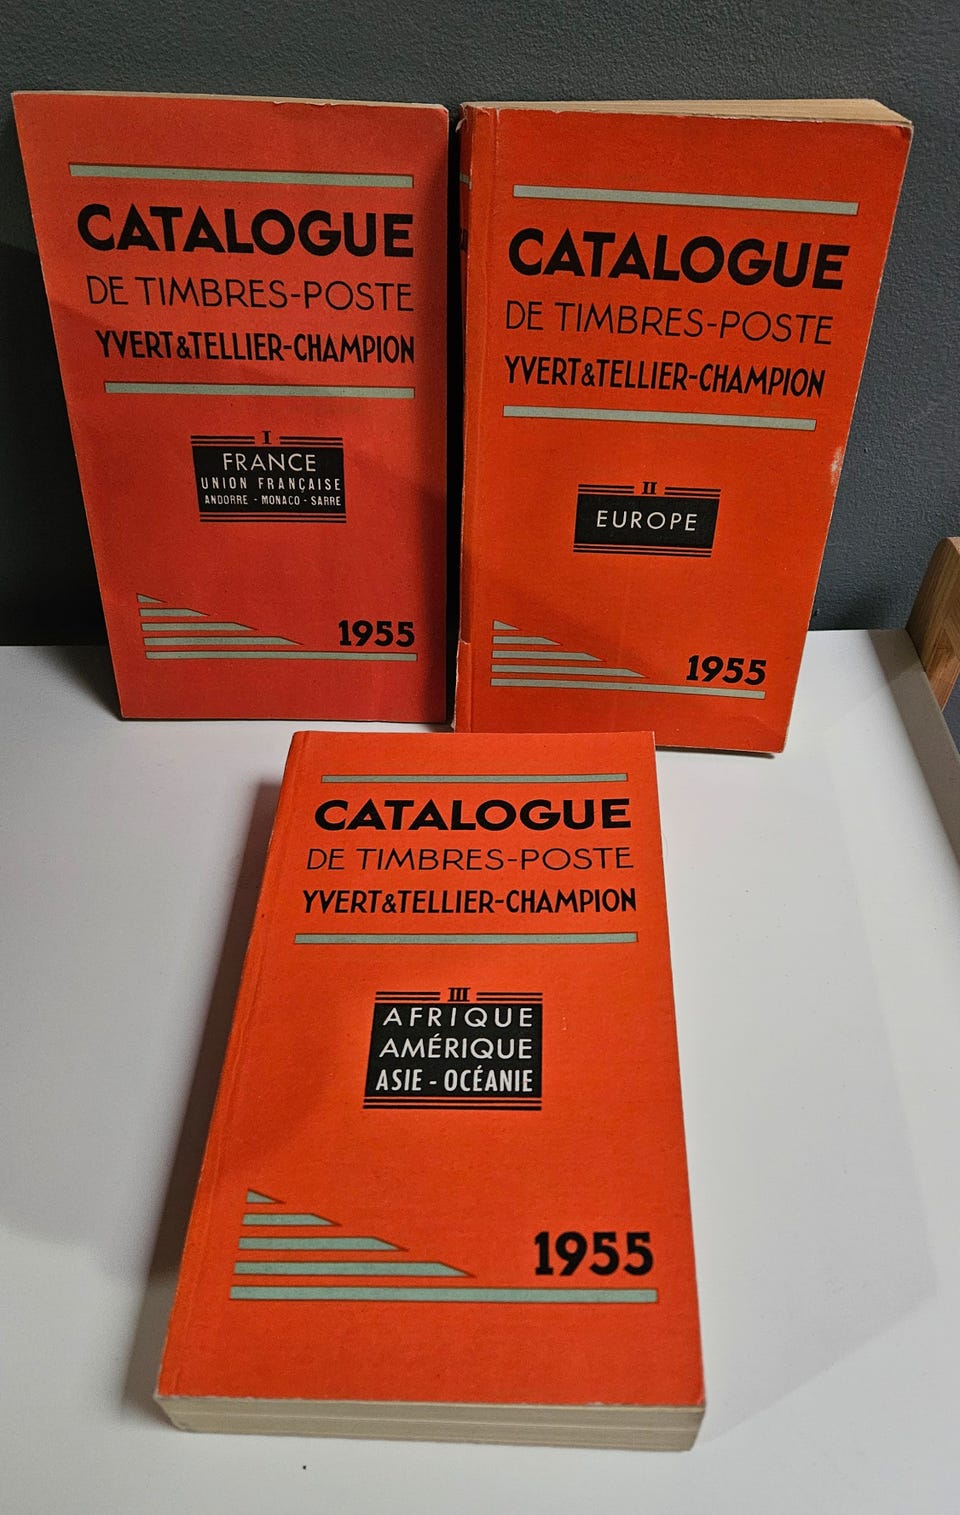 CATALOGUE
DE TIMBRES-POSTE
YVERT&TELLIER-CHAMPION
I
FRANCE
UNION FRANÇAISE
ANDORRE - MONACO - SARRE
1955
CATALOGUE
DE TIMBRES-POSTE
YVERT&TELLIER-CHAMPION
II
EUROPE
1955
CATALOGUE
DE TIMBRES-POSTE
YVERT&TELLIER-CHAMPION
III
AFRIQUE
AMÉRIQUE
ASIE - OCÉANIE
1955